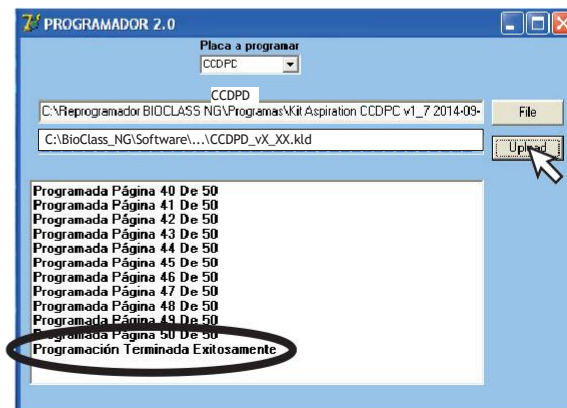 PROGRAMADOR 2.0
Placa a programar
CCDPC
CCDPD
C:\Reprogramador BIOCLASS NG\Programas\Kit Aspiration CCDPC v1_7 2014-09-
File
C:\BioClass_NG\Software\...\CCDPD_vX_XX.kld
Upload
Programada Página 40 De 50
Programada Página 41 De 50
Programada Página 42 De 50
Programada Página 43 De 50
Programada Página 44 De 50
Programada Página 45 De 50
Programada Página 46 De 50
Programada Página 47 De 50
Programada Página 48 De 50
Programada Página 49 De 50
Programada Página 50 De 50
Programación Terminada Exitosamente